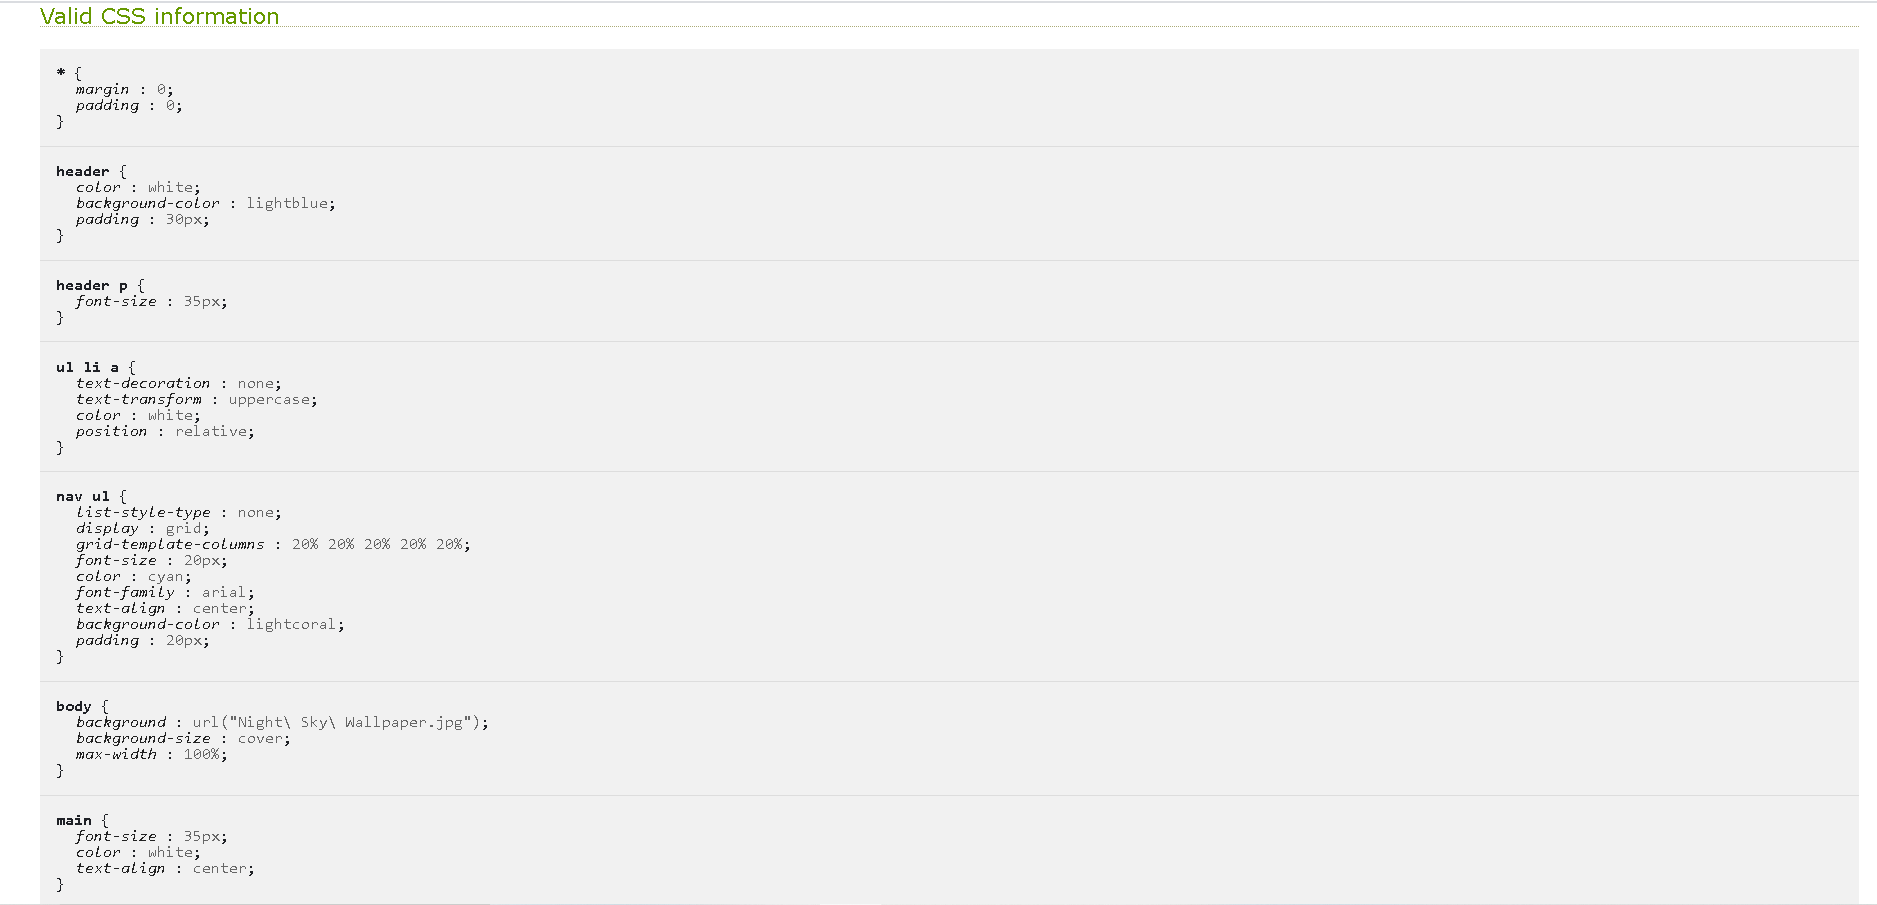 Valid CSS information
* {
margin : 0;
padding : 0;
}
header {
color : white;
background-color : lightblue;
padding : 30px;
}
header p {
font-size : 35px;
}
ul li a {
text-decoration : none;
text-transform : uppercase;
color : white;
position : relative;
}
nav ul {
list-style-type : none;
display : grid;
grid-template-columns : 20% 20% 20% 20% 20%;
font-size : 20px;
color : cyan;
font-family : arial;
text-align : center;
background-color : lightcoral;
padding : 20px;
}
body {
background : url("Night\ Sky\ Wallpaper.jpg");
background-size : cover;
max-width : 100%;
}
main {
font-size : 35px;
color : white;
text-align : center;
}